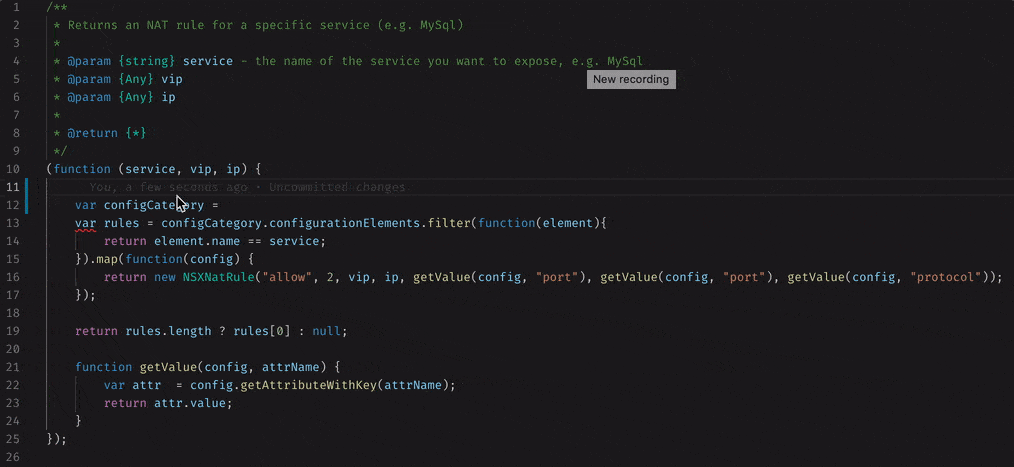 1 /**
2 * Returns an NAT rule for a specific service (e.g. MySql)
3 *
4 * @param {string} service - the name of the service you want to expose, e.g. MySql
New recording
5 * @param {Any} vip
6 * @param {Any} ip
7 *
8 * @return {*}
9 */
10 (function (service, vip, ip) {
11 You, a few seconds ago • Uncommitted changes
12 var configCategory =
13 var rules = configCategory.configurationElements.filter(function(element){
14 return element.name == service;
15 }).map(function(config) {
16 return new NSXNatRule("allow", 2, vip, ip, getValue(config, "port"), getValue(config, "port"), getValue(config, "protocol"));
17 });
18
19 return rules.length ? rules[0] : null;
20
21 function getValue(config, attrName) {
22 var attr  = config.getAttributeWithKey(attrName);
23 return attr.value;
24 }
25 });
26